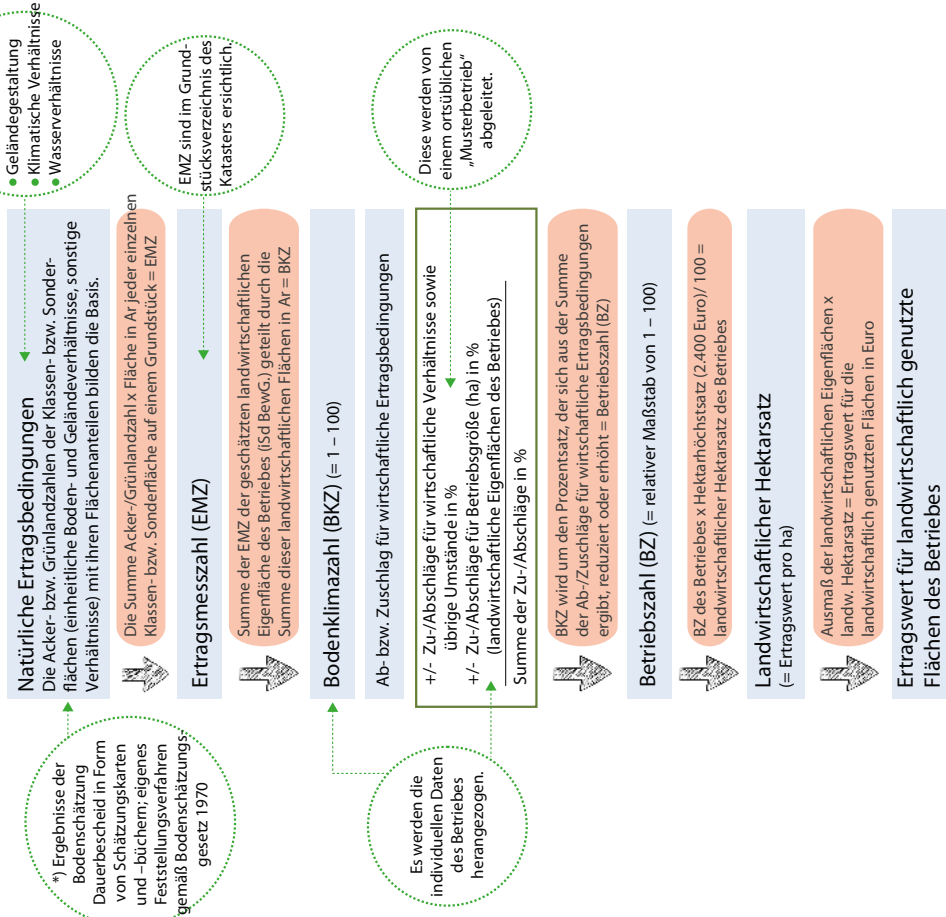 ● Geländegestaltung
● Klimatische Verhältnisse
● Wasserverhältnisse
*) Ergebnisse der
Bodenschätzung
Dauerbescheid in Form
von Schätzungskarten
und –büchern; eigenes
Feststellungsverfahren
gemäß Bodenschätzungs-
gesetz 1970
Natürliche Ertragsbedingungen
Die Acker- bzw. Grünlandzahlen der Klassen- bzw. Sonder-
flächen (einheitliche Boden- und Geländeverhältnisse, sonstige
Verhältnisse) mit ihren Flächenanteilen bilden die Basis.
Die Summe Acker-/Grünlandzahl x Fläche in Ar jeder einzelnen
Klassen- bzw. Sonderfläche auf einem Grundstück = EMZ
Ertragsmesszahl (EMZ)
EMZ sind im Grund-
stücksverzeichnis des
Katasters ersichtlich.
Summe der EMZ der geschätzten landwirtschaftlichen
Eigenfläche des Betriebes (iSd BewG.) geteilt durch die
Summe dieser landwirtschaftlichen Flächen in Ar = BKZ
Bodenklimazahl (BKZ) (= 1 – 100)
Ab- bzw. Zuschlag für wirtschaftliche Ertragsbedingungen
+/- Zu-/Abschläge für wirtschaftliche Verhältnisse sowie
übrige Umstände in %
+/- Zu-/Abschläge für Betriebsgröße (ha) in %
(landwirtschaftliche Eigenflächen des Betriebes)
Summe der Zu-/Abschläge in %
Es werden die
individuellen Daten
des Betriebes
herangezogen.
Diese werden von
einem ortsüblichen
„Musterbetrieb“
abgeleitet.
BKZ wird um den Prozentsatz, der sich aus der Summe
der Ab-/Zuschläge für wirtschaftliche Ertragsbedingungen
ergibt, reduziert oder erhöht = Betriebszahl (BZ)
Betriebszahl (BZ) (= relativer Maßstab von 1 – 100)
BZ des Betriebes x Hektarhöchstsatz (2.400 Euro)/ 100 =
landwirtschaftlicher Hektarsatz des Betriebes
Landwirtschaftlicher Hektarsatz
(= Ertragswert pro ha)
Ausmaß der landwirtschaftlichen Eigenflächen x
landw. Hektarsatz = Ertragswert für die
landwirtschaftlich genutzten Flächen in Euro
Ertragswert für landwirtschaftlich genutzte
Flächen des Betriebes